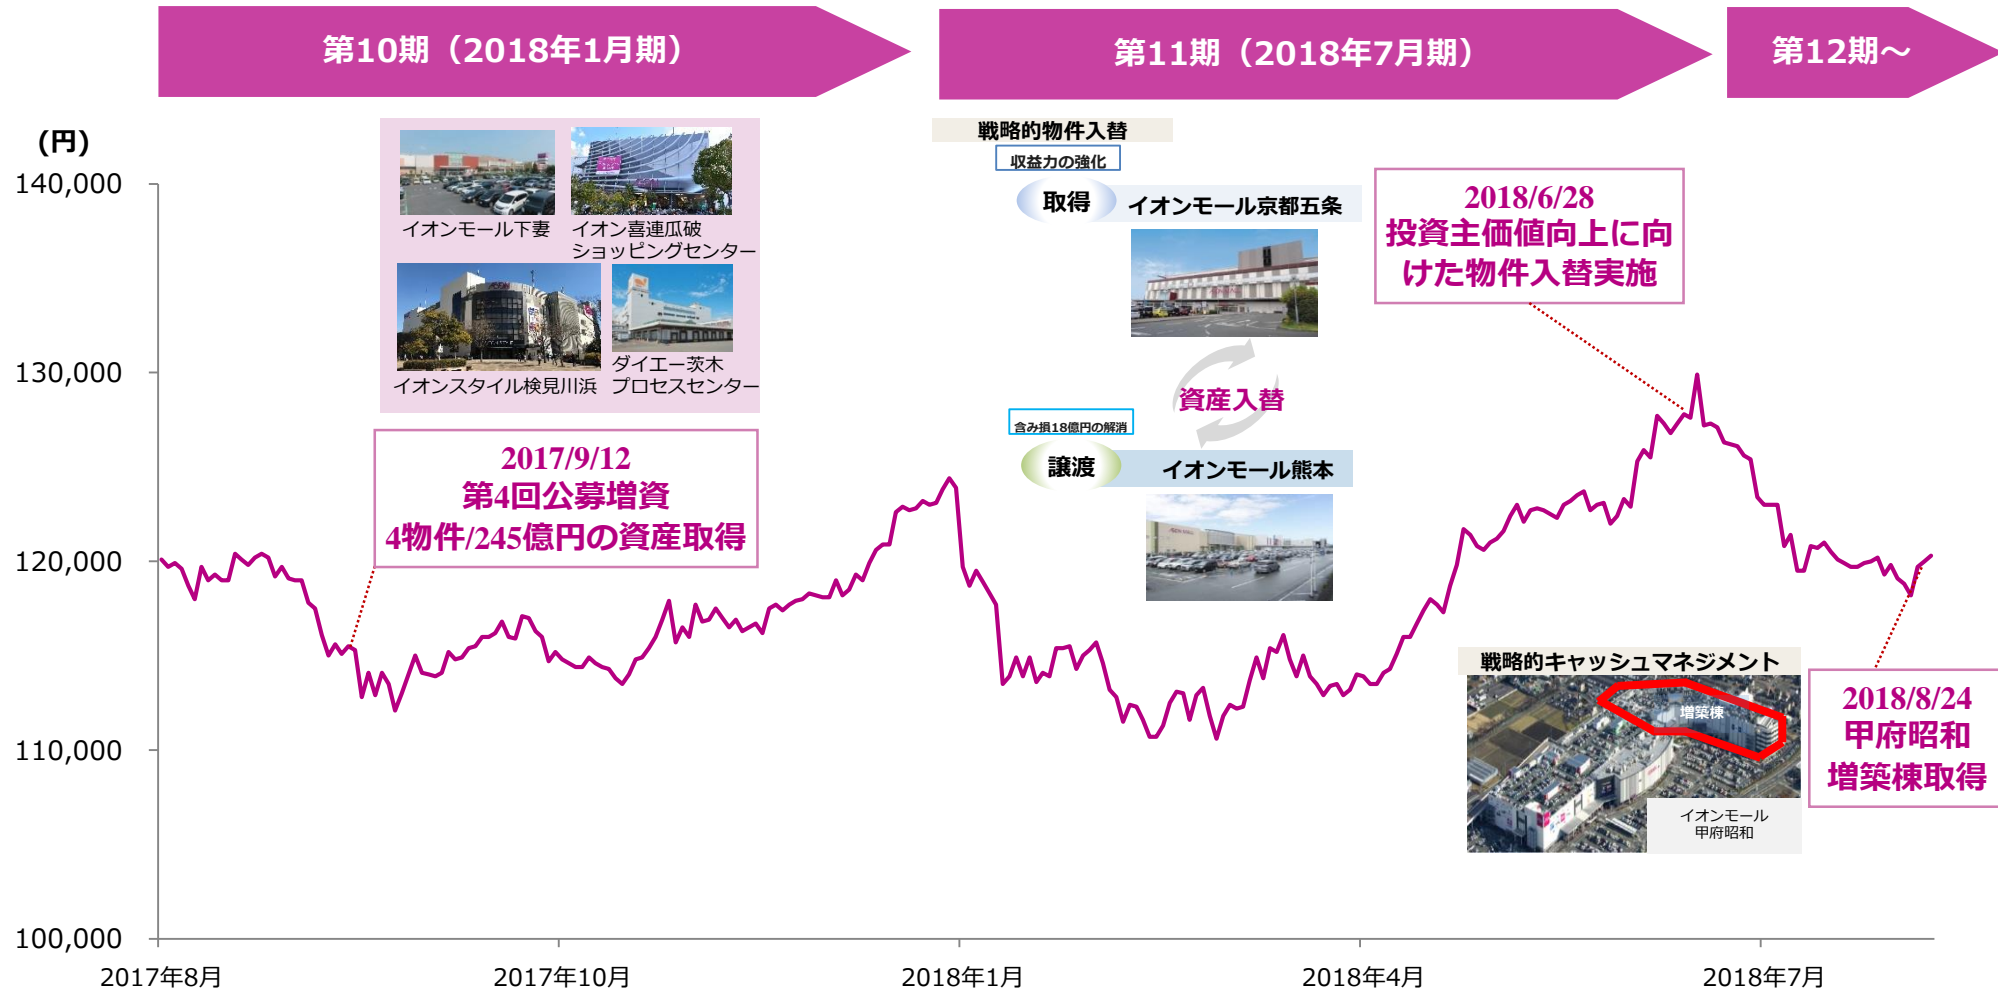 第10期（2018年1月期）
第11期（2018年7月期）
第12期～
(円)
140,000
130,000
120,000
110,000
100,000
2017年8月
2017年10月
2018年1月
2018年4月
2018年7月
イオンモール下妻
イオン喜連瓜破
ショッピングセンター
イオンスタイル検見川浜
ダイエー茨木
プロセスセンター
2017/9/12
第4回公募増資
4物件/245億円の資産取得
戦略的物件入替
収益力の強化
取得
イオンモール京都五条
資産入替
含み損18億円の解消
譲渡
イオンモール熊本
2018/6/28
投資主価値向上に向
けた物件入替実施
戦略的キャッシュマネジメント
増築棟
イオンモール
甲府昭和
2018/8/24
甲府昭和
増築棟取得